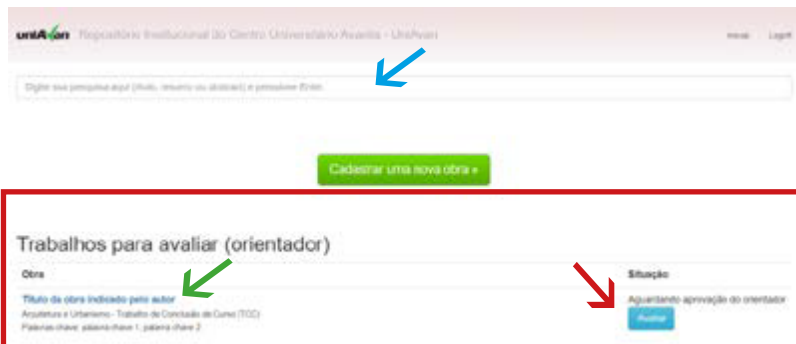 uniAvan Repositório Institucional do Centro Universitário Avantis - UniAvan
Iniciar Logoff
Digite sua pesquisa aqui (título, resumo ou abstract) e pressione Enter.
Cadastrar uma nova obra »
Trabalhos para avaliar (orientador)
Obra Situação
Título da obra indicado pelo autor Aguardando aprovação do orientador
Arquitetura e Urbanismo - Trabalho de Conclusão de Curso (TCC) Avaliar
Palavras-chave: palavra-chave 1, palavra-chave 2